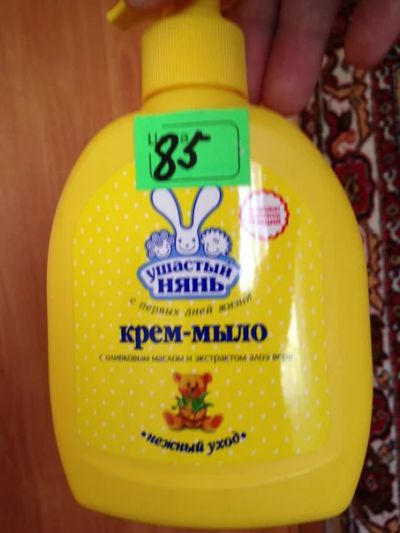 85
ушастый
нянь
с первых дней жизни
крем-мыло
с оливковым маслом и экстрактом алоэ вера
•нежный уход•